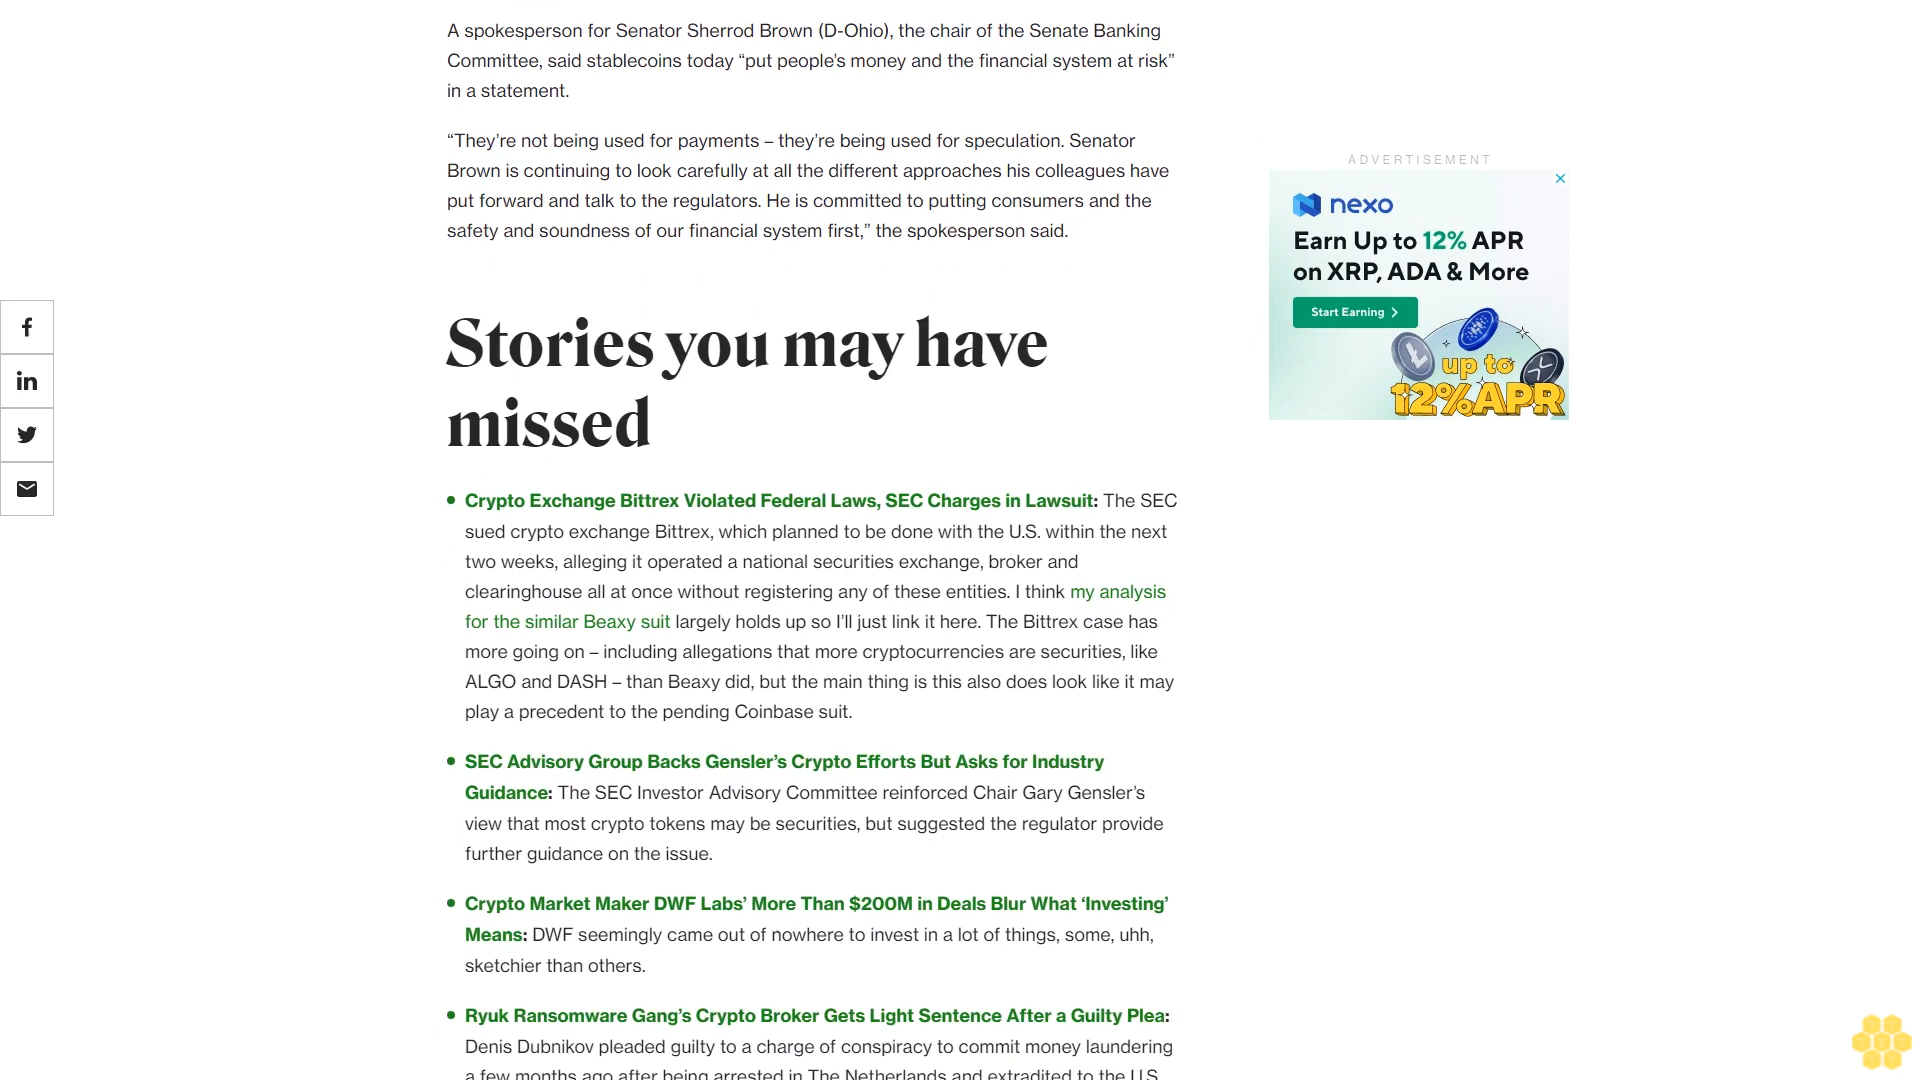 A spokesperson for Senator Sherrod Brown (D-Ohio), the chair of the Senate Banking
Committee, said stablecoins today “put people’s money and the financial system at risk”
in a statement.
“They’re not being used for payments – they’re being used for speculation. Senator
Brown is continuing to look carefully at all the different approaches his colleagues have
put forward and talk to the regulators. He is committed to putting consumers and the
safety and soundness of our financial system first,” the spokesperson said.
Stories you may have
missed
Crypto Exchange Bittrex Violated Federal Laws, SEC Charges in Lawsuit: The SEC
sued crypto exchange Bittrex, which planned to be done with the U.S. within the next
two weeks, alleging it operated a national securities exchange, broker and
clearinghouse all at once without registering any of these entities. I think my analysis
for the similar Beaxy suit largely holds up so I’ll just link it here. The Bittrex case has
more going on – including allegations that more cryptocurrencies are securities, like
ALGO and DASH – than Beaxy did, but the main thing is this also does look like it may
play a precedent to the pending Coinbase suit.
SEC Advisory Group Backs Gensler’s Crypto Efforts But Asks for Industry
Guidance: The SEC Investor Advisory Committee reinforced Chair Gary Gensler’s
view that most crypto tokens may be securities, but suggested the regulator provide
further guidance on the issue.
Crypto Market Maker DWF Labs’ More Than $200M in Deals Blur What ‘Investing’
Means: DWF seemingly came out of nowhere to invest in a lot of things, some, uhh,
sketchier than others.
Ryuk Ransomware Gang’s Crypto Broker Gets Light Sentence After a Guilty Plea:
Denis Dubnikov pleaded guilty to a charge of conspiracy to commit money laundering
a few months ago after being arrested in The Netherlands and extradited to the U.S.
ADVERTISEMENT
nexo
Earn Up to 12% APR
on XRP, ADA & More
Start Earning
up to
12% APR